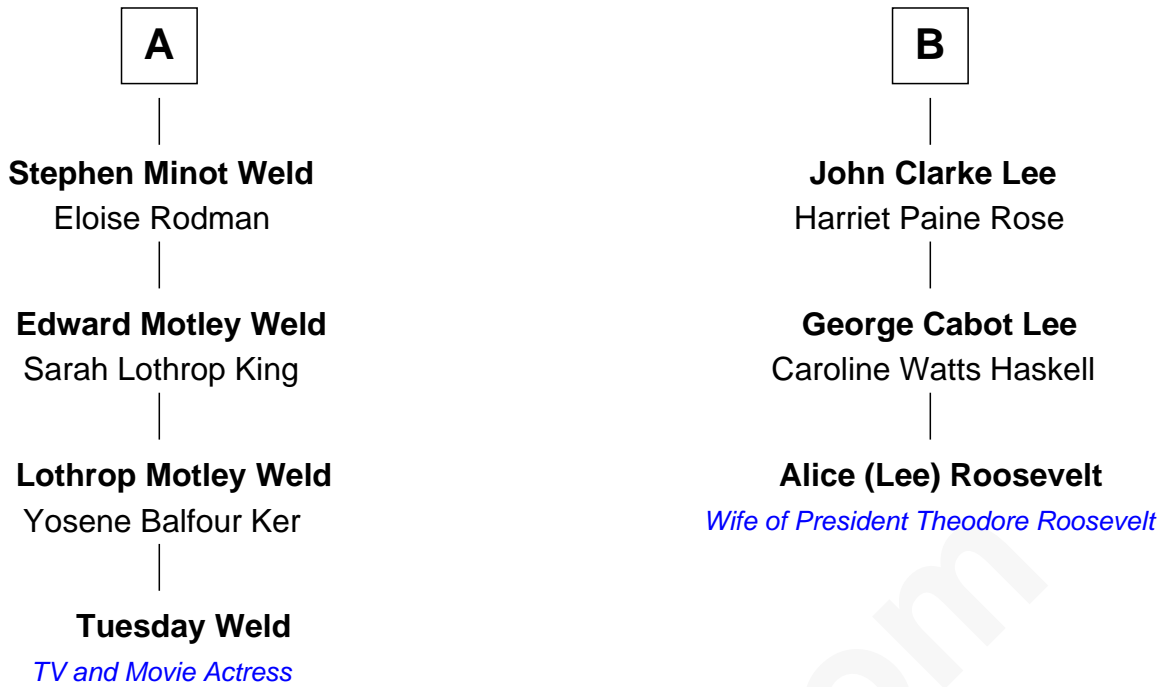 A
Stephen Minot Weld
Eloise Rodman
Edward Motley Weld
Sarah Lothrop King
Lothrop Motley Weld
Yosene Balfour Ker
Tuesday Weld
TV and Movie Actress
B
John Clarke Lee
Harriet Paine Rose
George Cabot Lee
Caroline Watts Haskell
Alice (Lee) Roosevelt
Wife of President Theodore Roosevelt